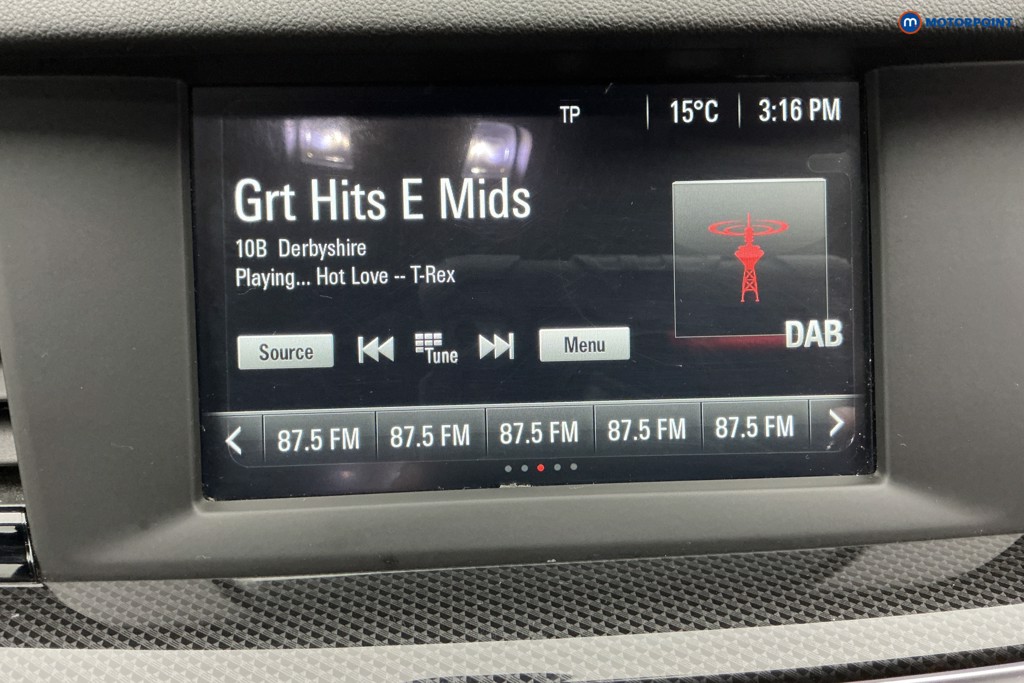 m MOTORPOINT
TP 15°C 3:16 PM
Grt Hits E Mids
10B Derbyshire
Playing... Hot Love -- T-Rex
DAB
Source Tune Menu
87.5 FM 87.5 FM 87.5 FM 87.5 FM 87.5 FM